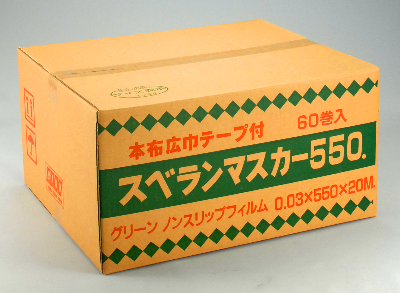 本布広巾テープ付 60巻入
スベランマスカー550.
グリーン ノンスリップフィルム 0.03×550×20M.